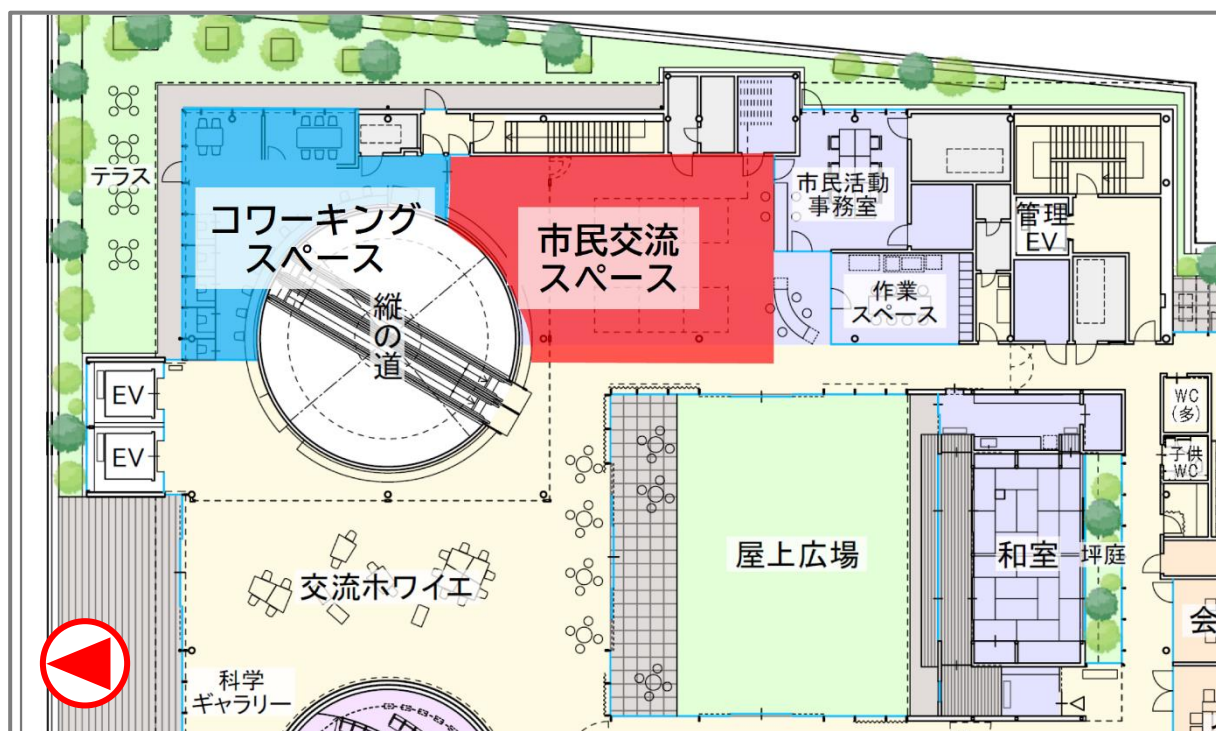 テラス
コワーキング
スペース
市民交流
スペース
市民活動
事務室
管理
EV
作業
スペース
縦の道
EV
EV
WC
(多)
子供
WC
屋上広場
和室
坪庭
交流ホワイエ
科学
ギャラリー
会